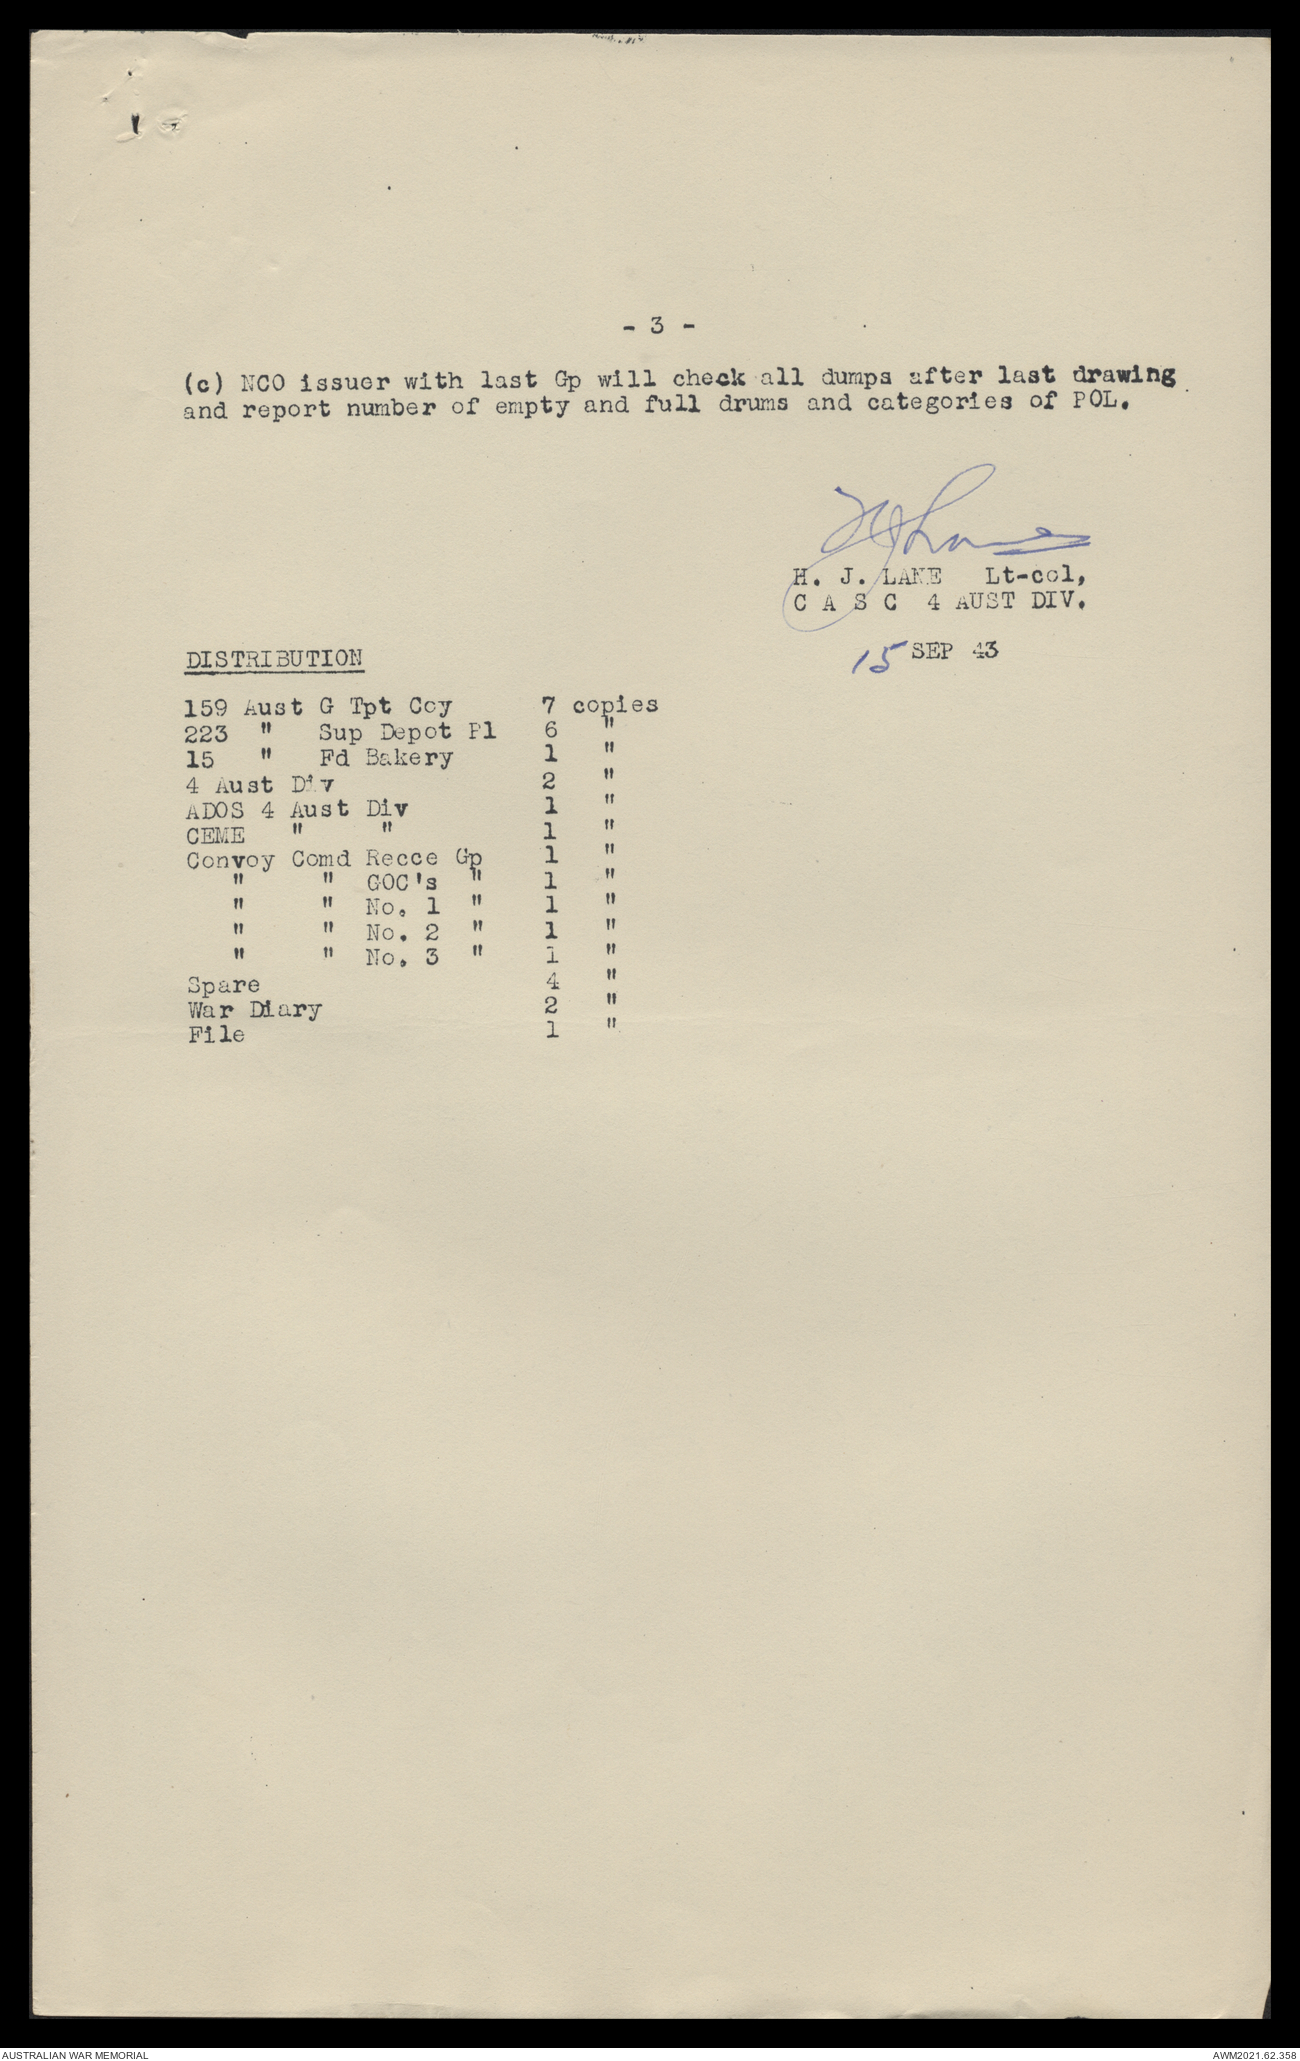 - 3 -
(c) NCO issuer with last Gp will check all dumps after last drawing
and report number of empty and full drums and categories of POL.
H J Lane
H. J. LANE Lt-col,
C A S C 4 AUST DIV.
15 SEP 43
DISTRIBUTION
159 Aust G Tpt Coy 7 copies
223 " Sup Depot Pl 6 "
15 " Fd Bakery 1 "
4 Aust Div 2 "
ADOS 4 Aust Div 1 "
CEME " " 1 "
Convoy Comd Recce Gp 1 "
" " GOC's " 1 "
" " No. 1 " 1 "
" " No. 2 " 1 "
" " No. 3 " 1 "
Spare 4 "
War Diary 2 "
File 1 "
AUSTRALIAN WAR MEMORIAL
AWM2021.62.358